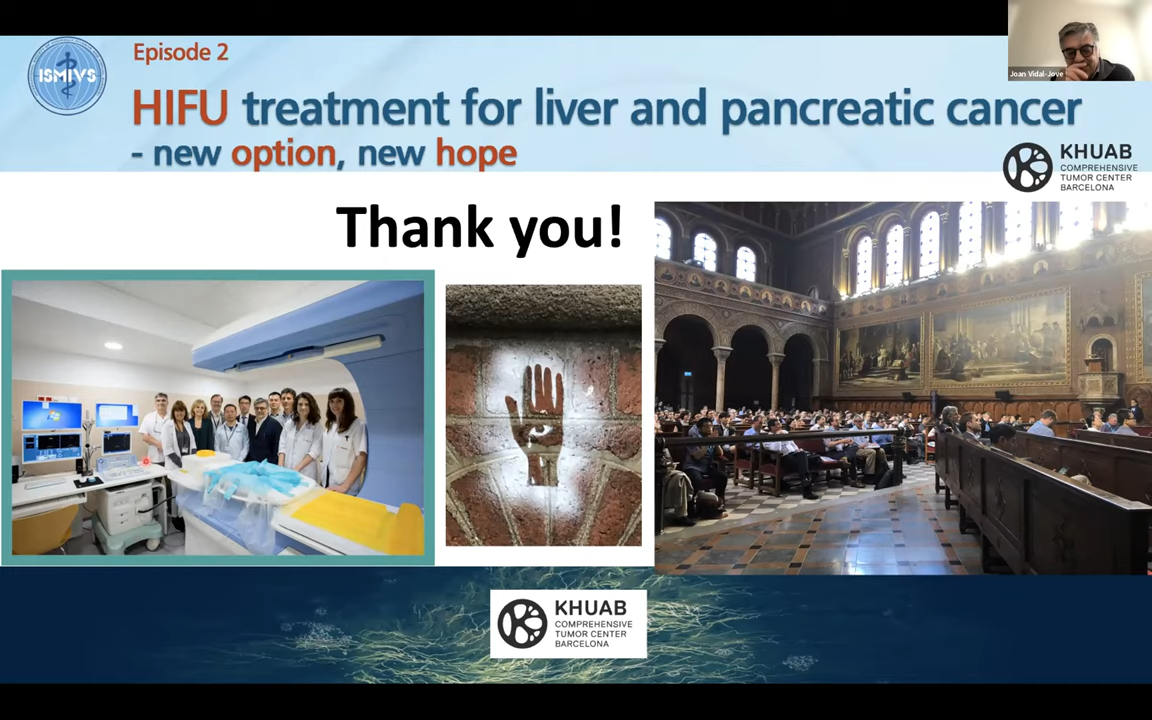 Episode 2
ISMIVS
HIFU treatment for liver and pancreatic cancer
- new option, new hope
Joan Vidal-Jove
KHUAB
COMPREHENSIVE
TUMOR CENTER
BARCELONA
Thank you!
KHUAB
COMPREHENSIVE
TUMOR CENTER
BARCELONA